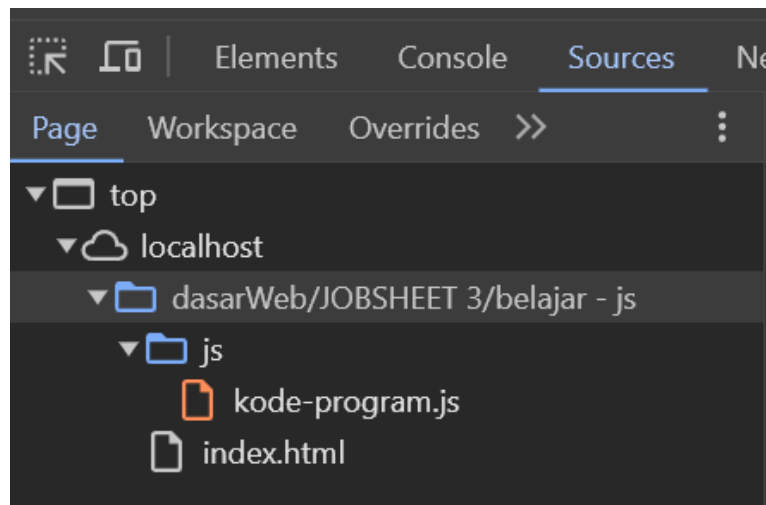 Elements Console Sources Ne
Page Workspace Overrides
top
localhost
dasarWeb/JOBSHEET 3/belajar - js
js
kode-program.js
index.html